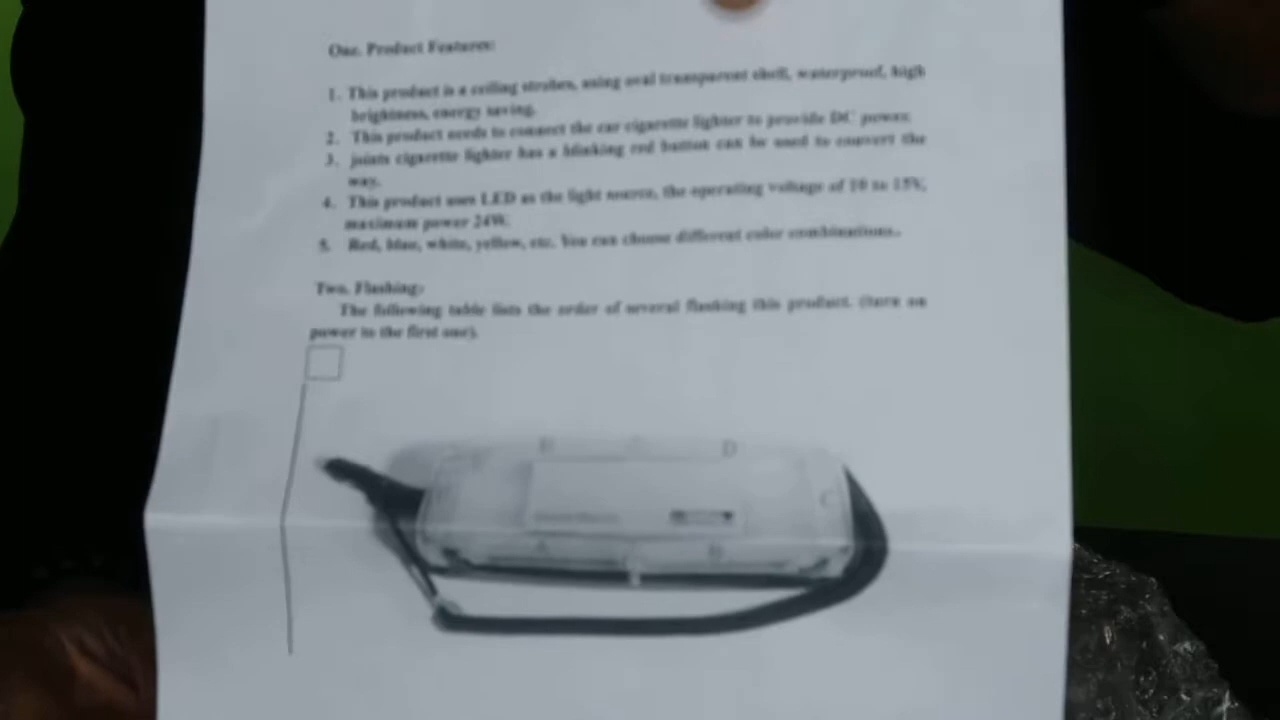 One. Product Features:
1. This product is a ceiling strobes, using oval transparent shell, waterproof, high
brightness, energy saving.
2. This product needs to connect the car cigarette lighter to provide DC power.
3. joints cigarette lighter has a blinking red button can be used to convert the
way.
4. This product uses LED as the light source, the operating voltage of 10 to 15V,
maximum power 24W.
5. Red, blue, white, yellow, etc. You can choose different color combinations..
Two. Flashing:
The following table lists the order of several flashing this product. (turn on
power to the first one).
D
C